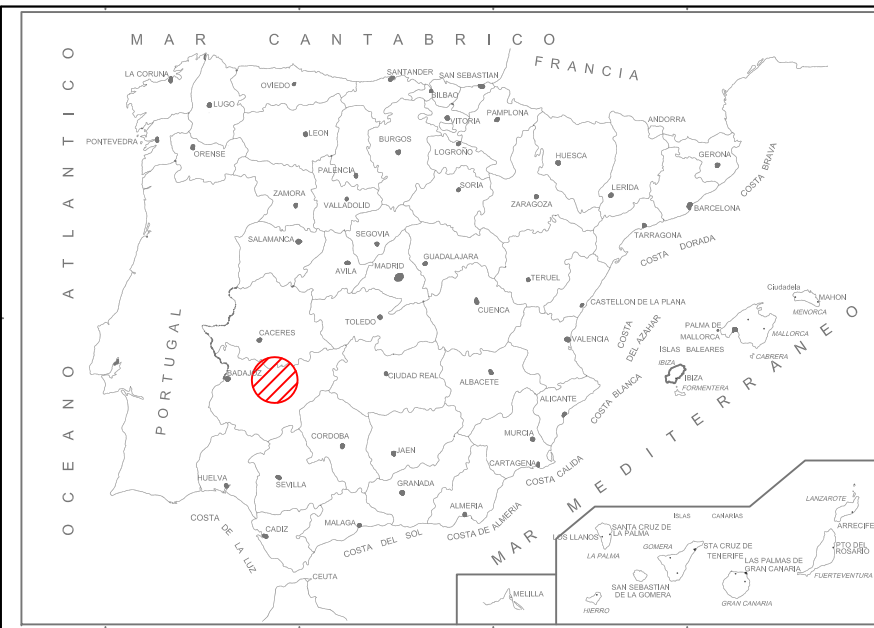 MAR CANTABRICO
FRANCIA
OCEANO ATLANTICO
PORTUGAL
MAR MEDITERRANEO
LA CORUNA
LUGO
OVIEDO
SANTANDER
SAN SEBASTIAN
BILBAO
VITORIA
PAMPLONA
ANDORRA
PONTEVEDRA
ORENSE
LEON
BURGOS
LOGROÑO
HUESCA
GERONA
PALENCIA
LERIDA
COSTA BRAVA
ZAMORA
VALLADOLID
SORIA
ZARAGOZA
BARCELONA
SALAMANCA
SEGOVIA
TARRAGONA
COSTA DORADA
AVILA
MADRID
GUADALAJARA
TERUEL
Ciudadela
MAHON
MENORCA
CACERES
TOLEDO
CUENCA
CASTELLON DE LA PLANA
COSTA
DEL AZAHAR
VALENCIA
PALMA DE
MALLORCA
MALLORCA
ISLAS BALEARES
CABRERA
BADAJOZ
CIUDAD REAL
ALBACETE
IBIZA
IBIZA
FORMENTERA
ALICANTE
COSTA BLANCA
CORDOBA
JAEN
MURCIA
CARTAGENA
COSTA CALIDA
HUELVA
SEVILLA
GRANADA
ALMERIA
COSTA DE ALMERIA
COSTA
DE LA LUZ
CADIZ
MALAGA
COSTA DEL SOL
CEUTA
MELILLA
ISLAS CANARIAS
LANZAROTE
ARRECIFE
SANTA CRUZ DE
LA PALMA
LOS LLANOS
LA PALMA
GOMERA
STA CRUZ DE
TENERIFE
PTO DEL
ROSARIO
LAS PALMAS DE
GRAN CANARIA
FUERTEVENTURA
SAN SEBASTIAN
DE LA GOMERA
HIERRO
GRAN CANARIA